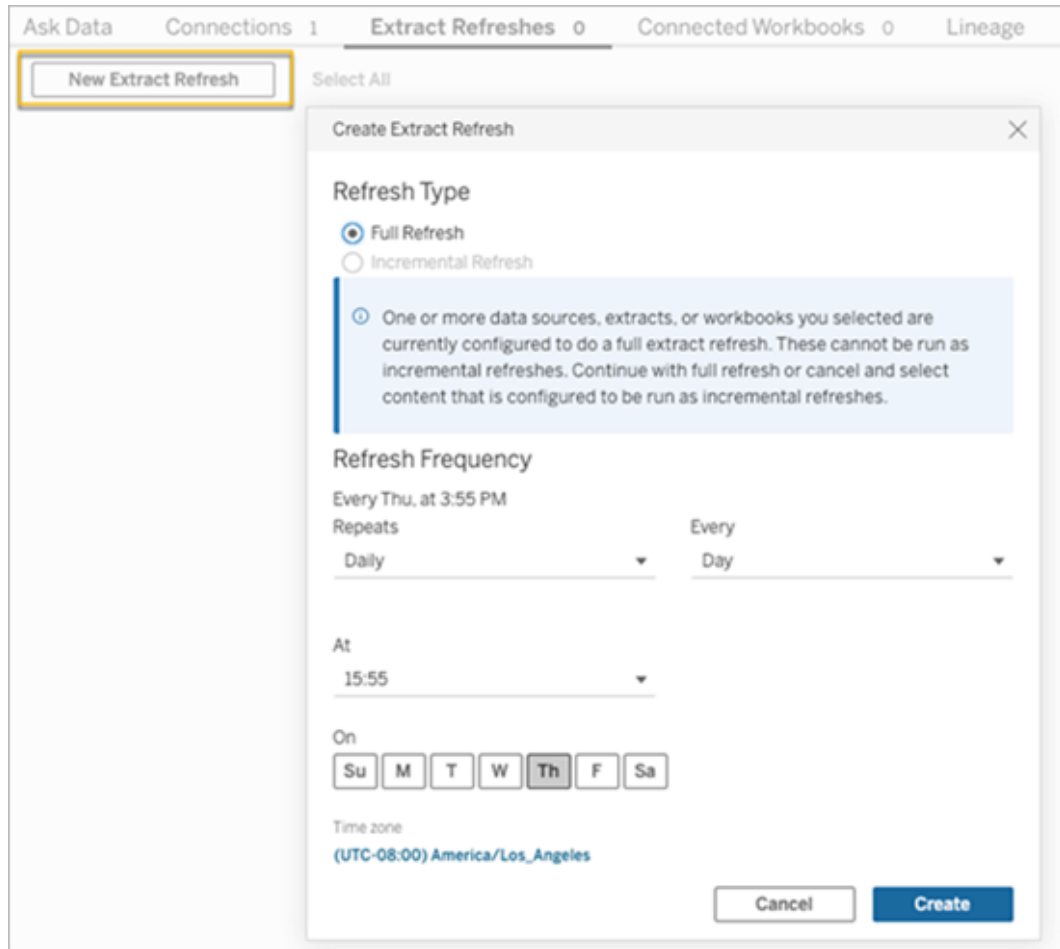 Ask Data Connections 1 Extract Refreshes 0 Connected Workbooks 0 Lineage
New Extract Refresh Select All
Create Extract Refresh
Refresh Type
Full Refresh
Incremental Refresh
One or more data sources, extracts, or workbooks you selected are
currently configured to do a full extract refresh. These cannot be run as
incremental refreshes. Continue with full refresh or cancel and select
content that is configured to be run as incremental refreshes.
Refresh Frequency
Every Thu, at 3:55 PM
Repeats Every
Daily Day
At
15:55
On
Su M T W Th F Sa
Time zone
(UTC-08:00) America/Los_Angeles
Cancel Create